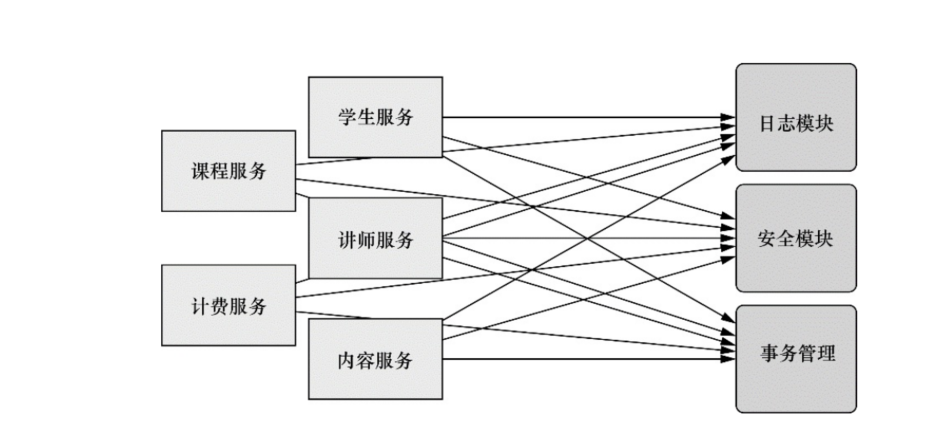 学生服务
课程服务
讲师服务
计费服务
内容服务
日志模块
安全模块
事务管理